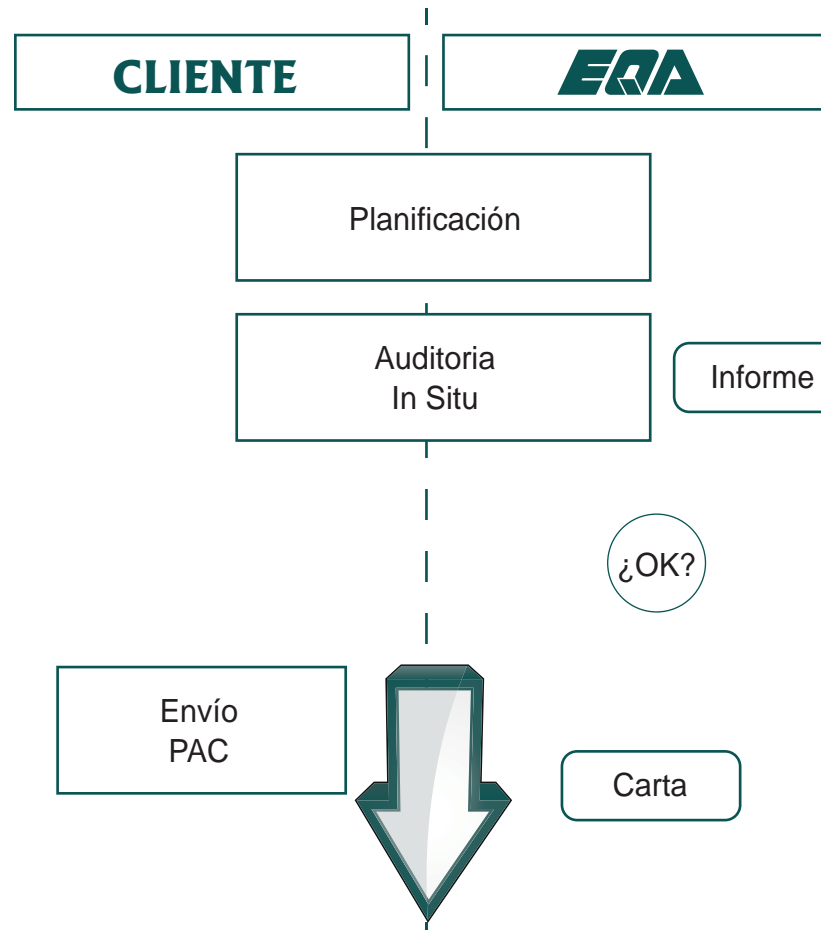 CLIENTE
EQA
Planificación
Auditoria
In Situ
Informe
¿OK?
Envío
PAC
Carta